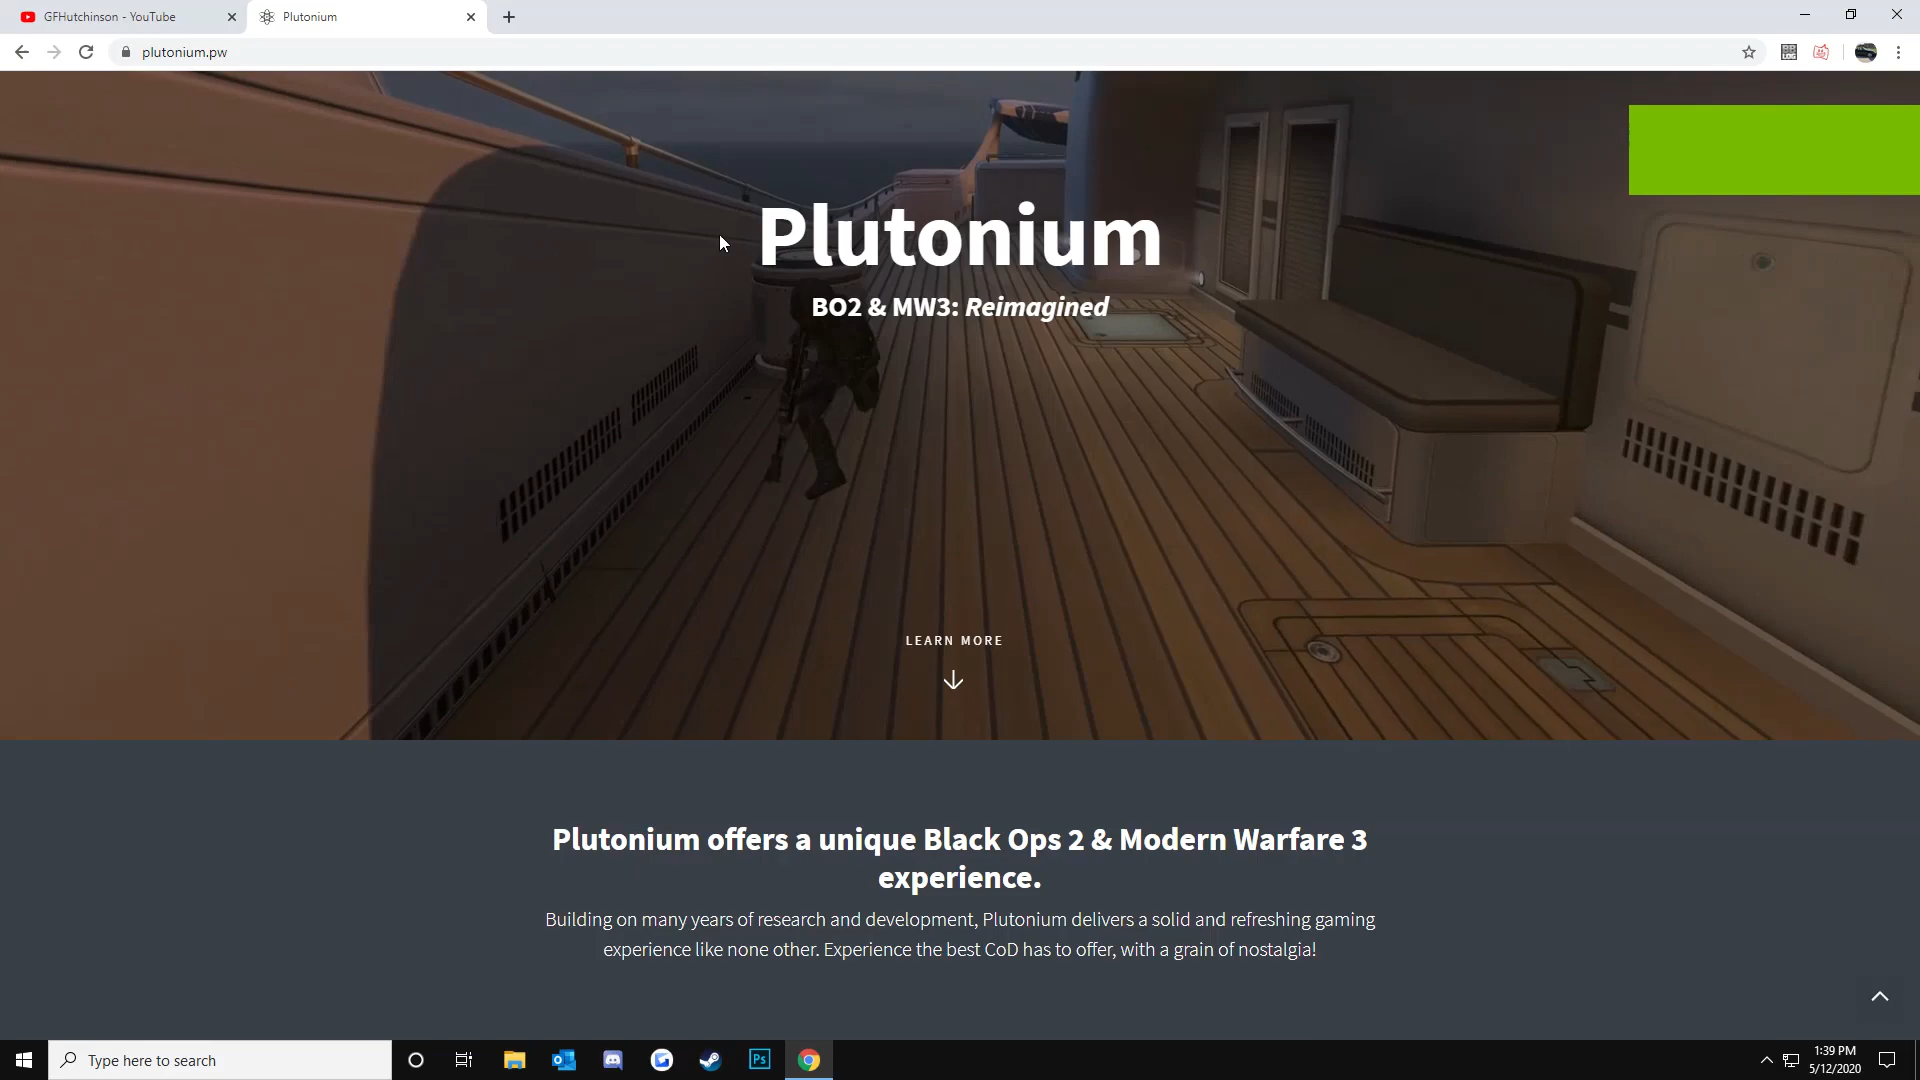 GFHutchinson - YouTube
Plutonium
plutonium.pw
Plutonium
BO2 & MW3: Reimagined
LEARN MORE
Plutonium offers a unique Black Ops 2 & Modern Warfare 3
experience.
Building on many years of research and development, Plutonium delivers a solid and refreshing gaming
experience like none other. Experience the best CoD has to offer, with a grain of nostalgia!
Type here to search
Ps
1:39 PM
5/12/2020